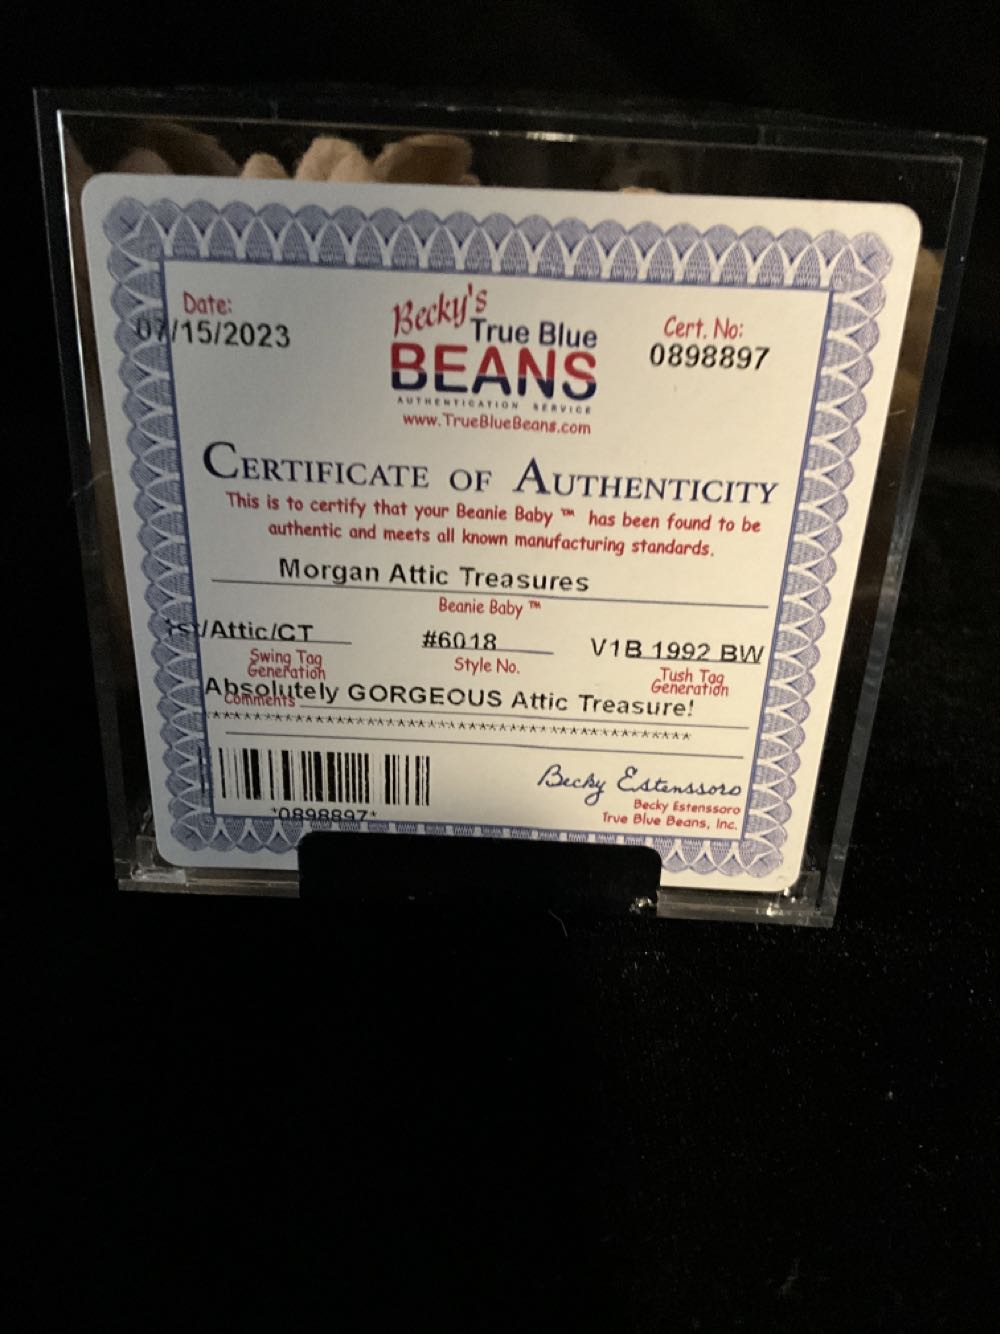 Date:
07/15/2023
Becky's
True Blue
BEANS
AUTHENTICATION SERVICE
www.TrueBlueBeans.com
Cert. No:
0898897
CERTIFICATE OF AUTHENTICITY
This is to certify that your Beanie Baby ™ has been found to be
authentic and meets all known manufacturing standards.
Morgan Attic Treasures
Beanie Baby ™
1st/Attic/CT #6018 V1B 1992 BW
Swing Tag Generation Style No. Tush Tag Generation
Absolutely GORGEOUS Attic Treasure!
Comments
*******************************************
*0898897*
Becky Estenssoro
Becky Estenssoro
True Blue Beans, Inc.